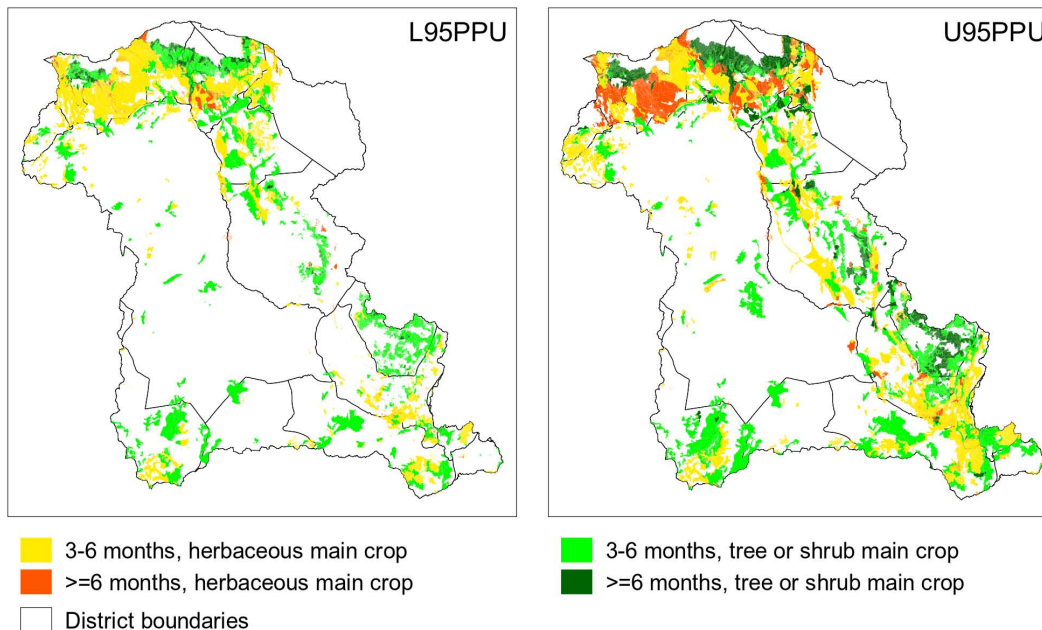 L95PPU
U95PPU
3-6 months, herbaceous main crop
>=6 months, herbaceous main crop
District boundaries
3-6 months, tree or shrub main crop
>=6 months, tree or shrub main crop